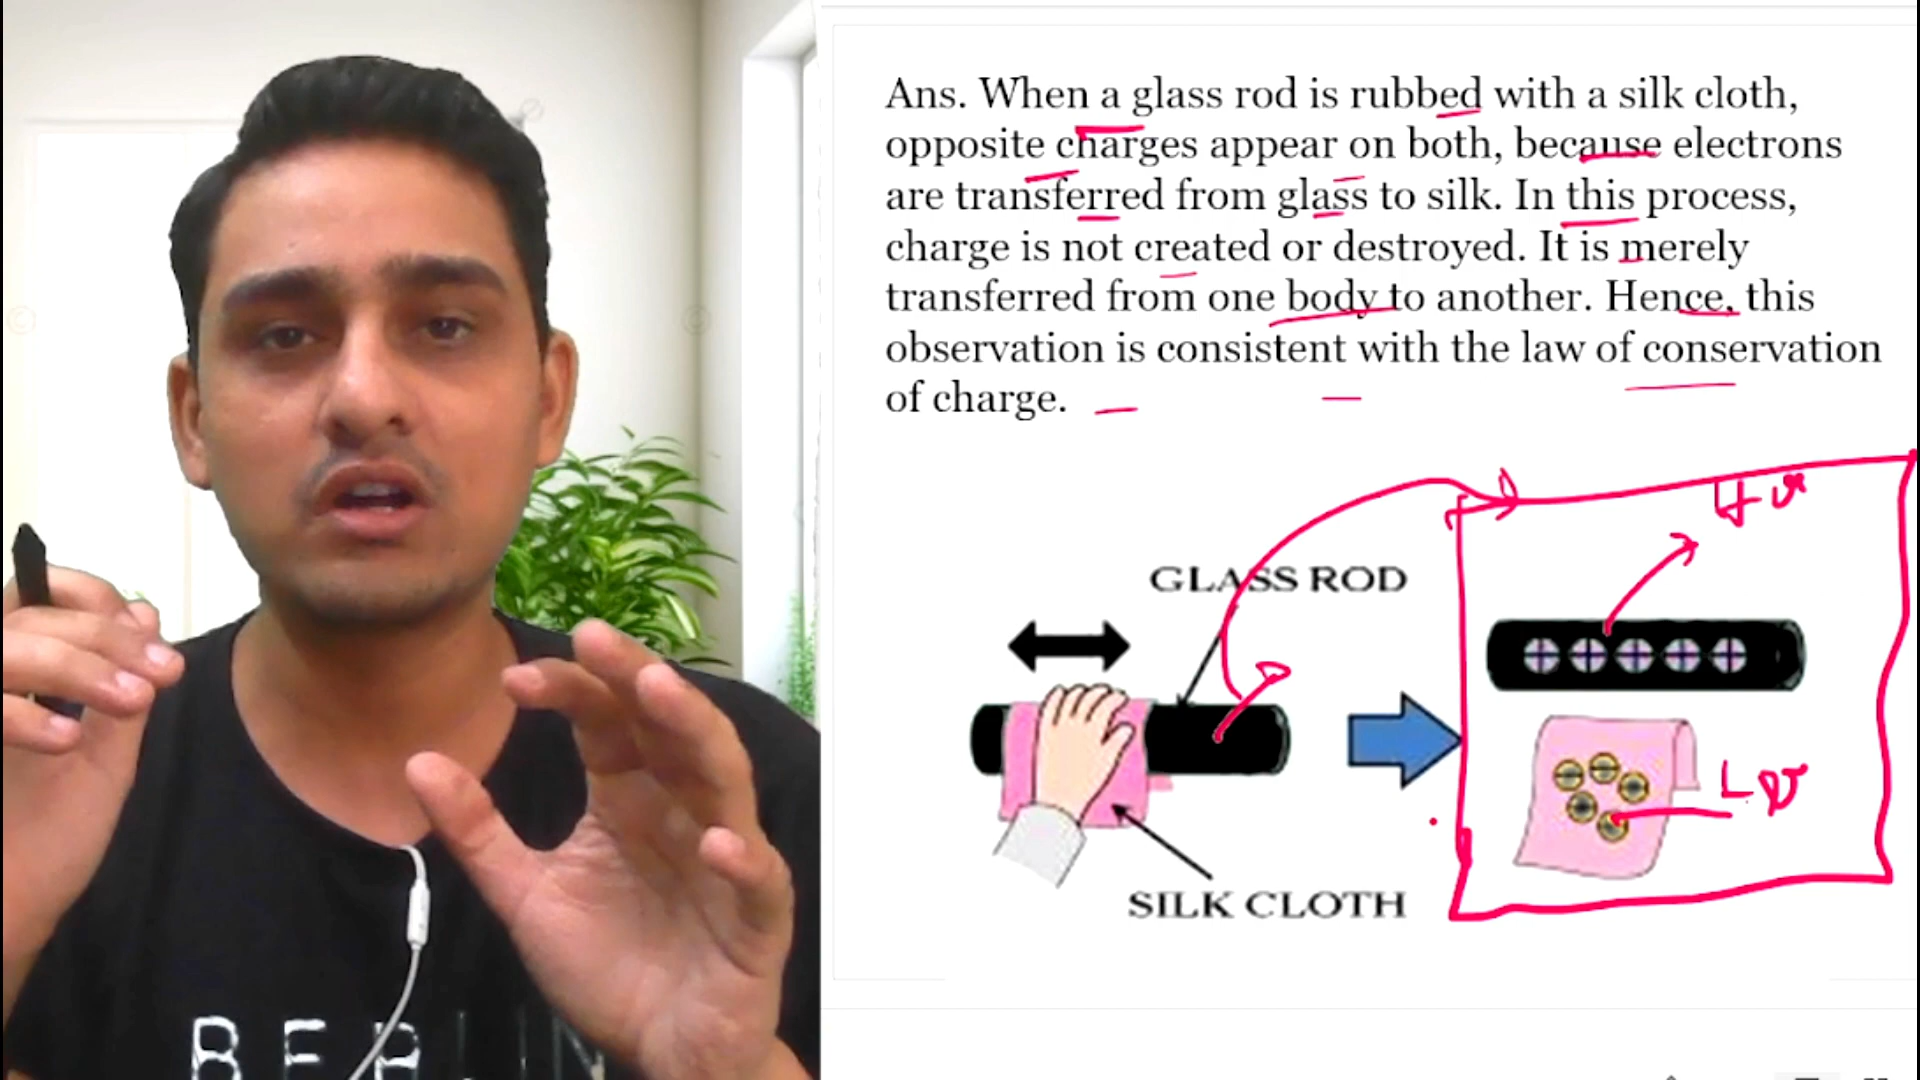 Ans. When a glass rod is rubbed with a silk cloth,
opposite charges appear on both, because electrons
are transferred from glass to silk. In this process,
charge is not created or destroyed. It is merely
transferred from one body to another. Hence, this
observation is consistent with the law of conservation
of charge.
GLASS ROD
SILK CLOTH
BERLIN